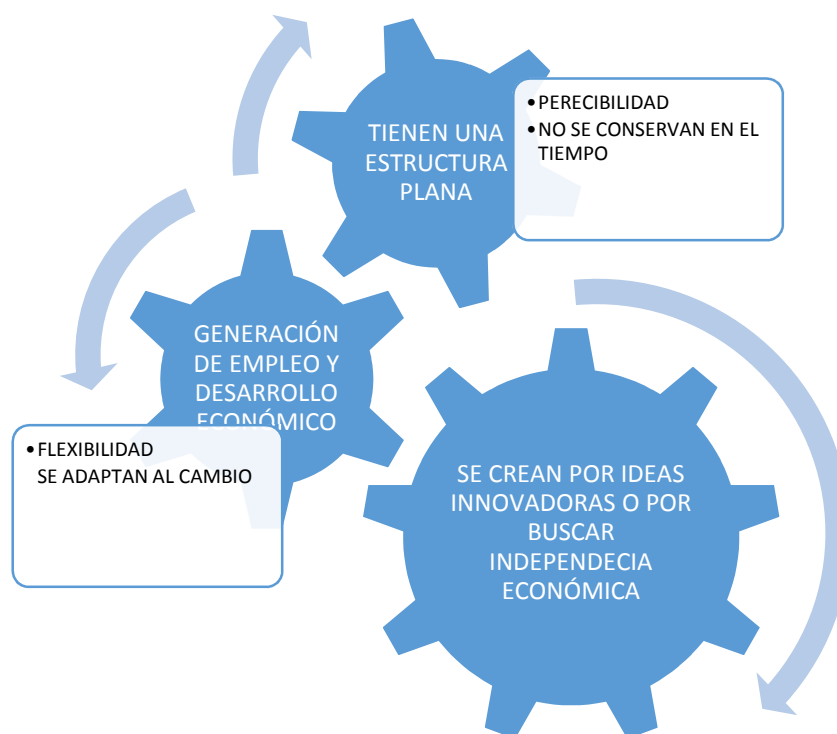 TIENEN UNA
ESTRUCTURA
PLANA
•PERECIBILIDAD
•NO SE CONSERVAN EN EL
TIEMPO
GENERACIÓN
DE EMPLEO Y
DESARROLLO
ECONÓMICO
•FLEXIBILIDAD
SE ADAPTAN AL CAMBIO
SE CREAN POR IDEAS
INNOVADORAS O POR
BUSCAR
INDEPENDECIA
ECONÓMICA